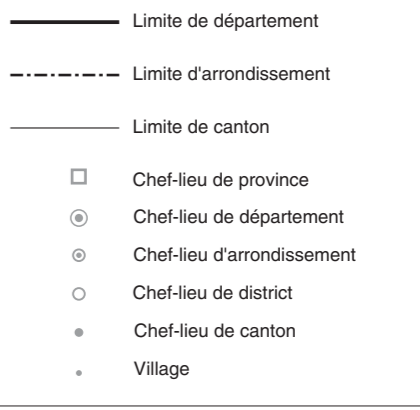 Limite de département
Limite d'arrondissement
Limite de canton
Chef-lieu de province
Chef-lieu de département
Chef-lieu d'arrondissement
Chef-lieu de district
Chef-lieu de canton
Village